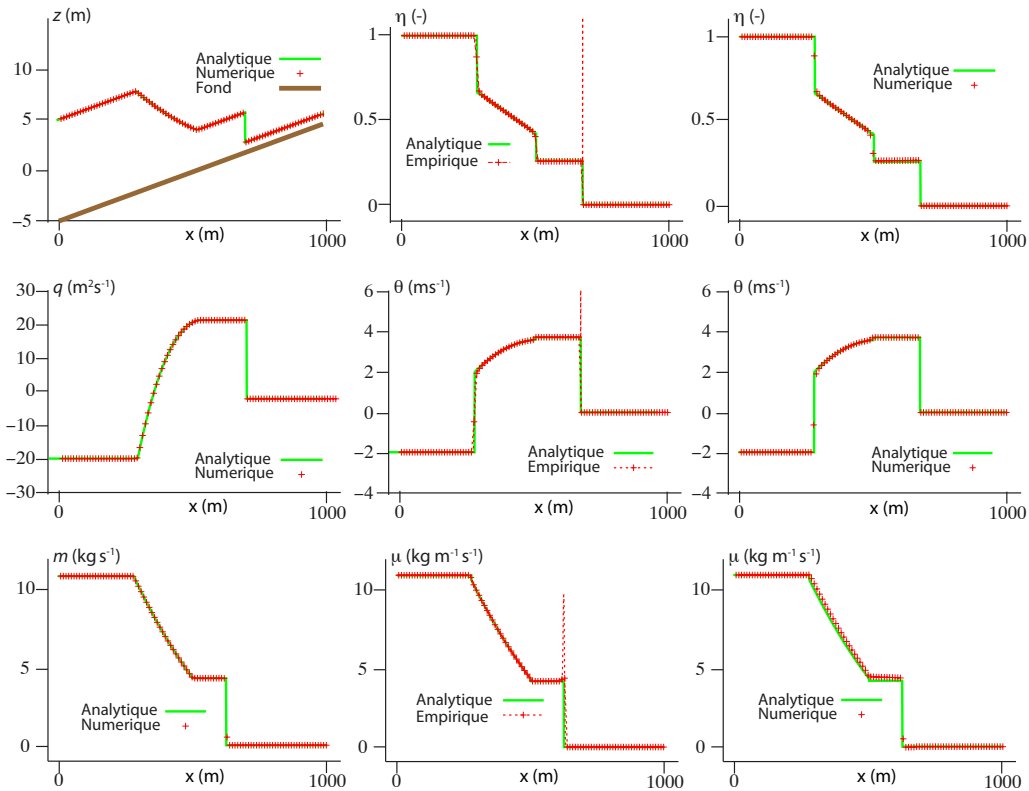 z (m)
10
5
0
−5
Analytique
Numerique
Fond
0
x (m)
1000
η (-)
1
0.5
0
Analytique
Empirique
0
x (m)
1000
η (-)
1
0.5
0
Analytique
Numerique
0
x (m)
1000
q (m²s⁻¹)
30
20
10
0
−10
−20
−30
Analytique
Numerique
0
x (m)
1000
θ (ms⁻¹)
6
4
2
0
−2
−4
Analytique
Empirique
0
x (m)
1000
θ (ms⁻¹)
6
4
2
0
−2
−4
Analytique
Numerique
0
x (m)
1000
m (kg s⁻¹)
10
5
0
Analytique
Numerique
0
x (m)
1000
μ (kg m⁻¹ s⁻¹)
10
5
0
Analytique
Empirique
0
x (m)
1000
μ (kg m⁻¹ s⁻¹)
10
5
0
Analytique
Numerique
0
x (m)
1000